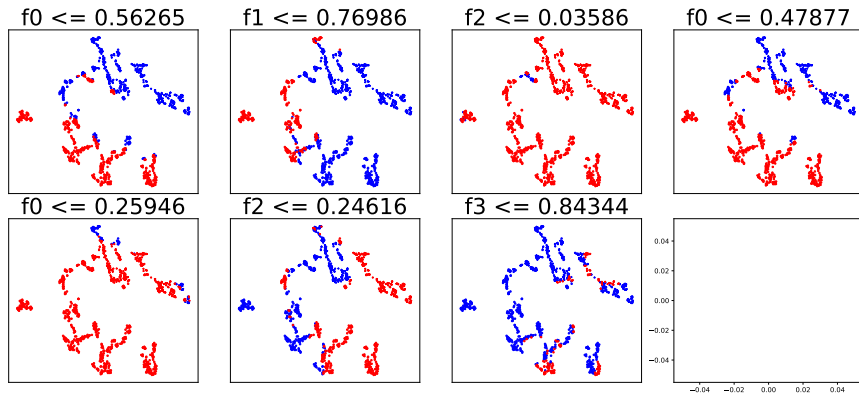 f0 <= 0.56265
f1 <= 0.76986
f2 <= 0.03586
f0 <= 0.47877
f0 <= 0.25946
f2 <= 0.24616
f3 <= 0.84344
0.04
0.02
0.00
−0.02
−0.04
−0.04 −0.02 0.00 0.02 0.04